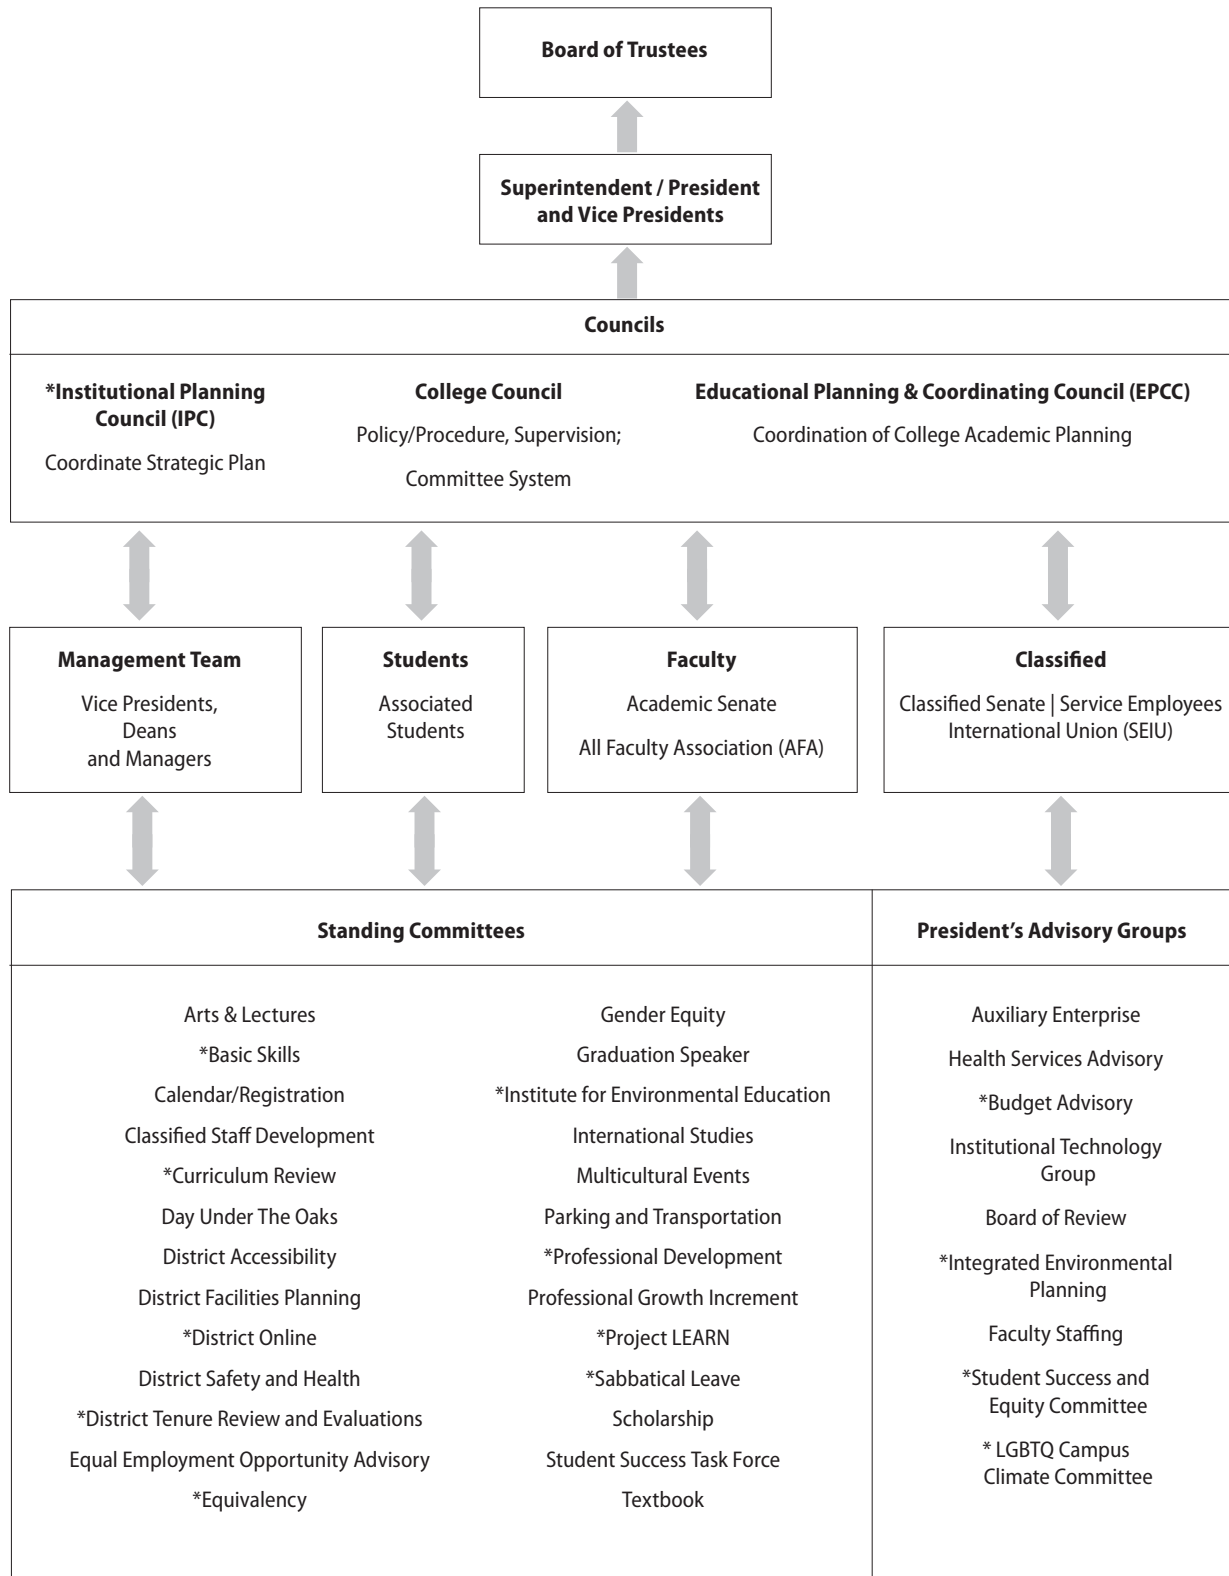 Board of Trustees
Superintendent / President
and Vice Presidents
Councils
*Institutional Planning
Council (IPC)
Coordinate Strategic Plan
College Council
Policy/Procedure, Supervision;
Committee System
Educational Planning & Coordinating Council (EPCC)
Coordination of College Academic Planning
Management Team
Vice Presidents,
Deans
and Managers
Students
Associated
Students
Faculty
Academic Senate
All Faculty Association (AFA)
Classified
Classified Senate | Service Employees
International Union (SEIU)
Standing Committees
Arts & Lectures
*Basic Skills
Calendar/Registration
Classified Staff Development
*Curriculum Review
Day Under The Oaks
District Accessibility
District Facilities Planning
*District Online
District Safety and Health
*District Tenure Review and Evaluations
Equal Employment Opportunity Advisory
*Equivalency
Gender Equity
Graduation Speaker
*Institute for Environmental Education
International Studies
Multicultural Events
Parking and Transportation
*Professional Development
Professional Growth Increment
*Project LEARN
*Sabbatical Leave
Scholarship
Student Success Task Force
Textbook
President’s Advisory Groups
Auxiliary Enterprise
Health Services Advisory
*Budget Advisory
Institutional Technology
Group
Board of Review
*Integrated Environmental
Planning
Faculty Staffing
*Student Success and
Equity Committee
* LGBTQ Campus
Climate Committee